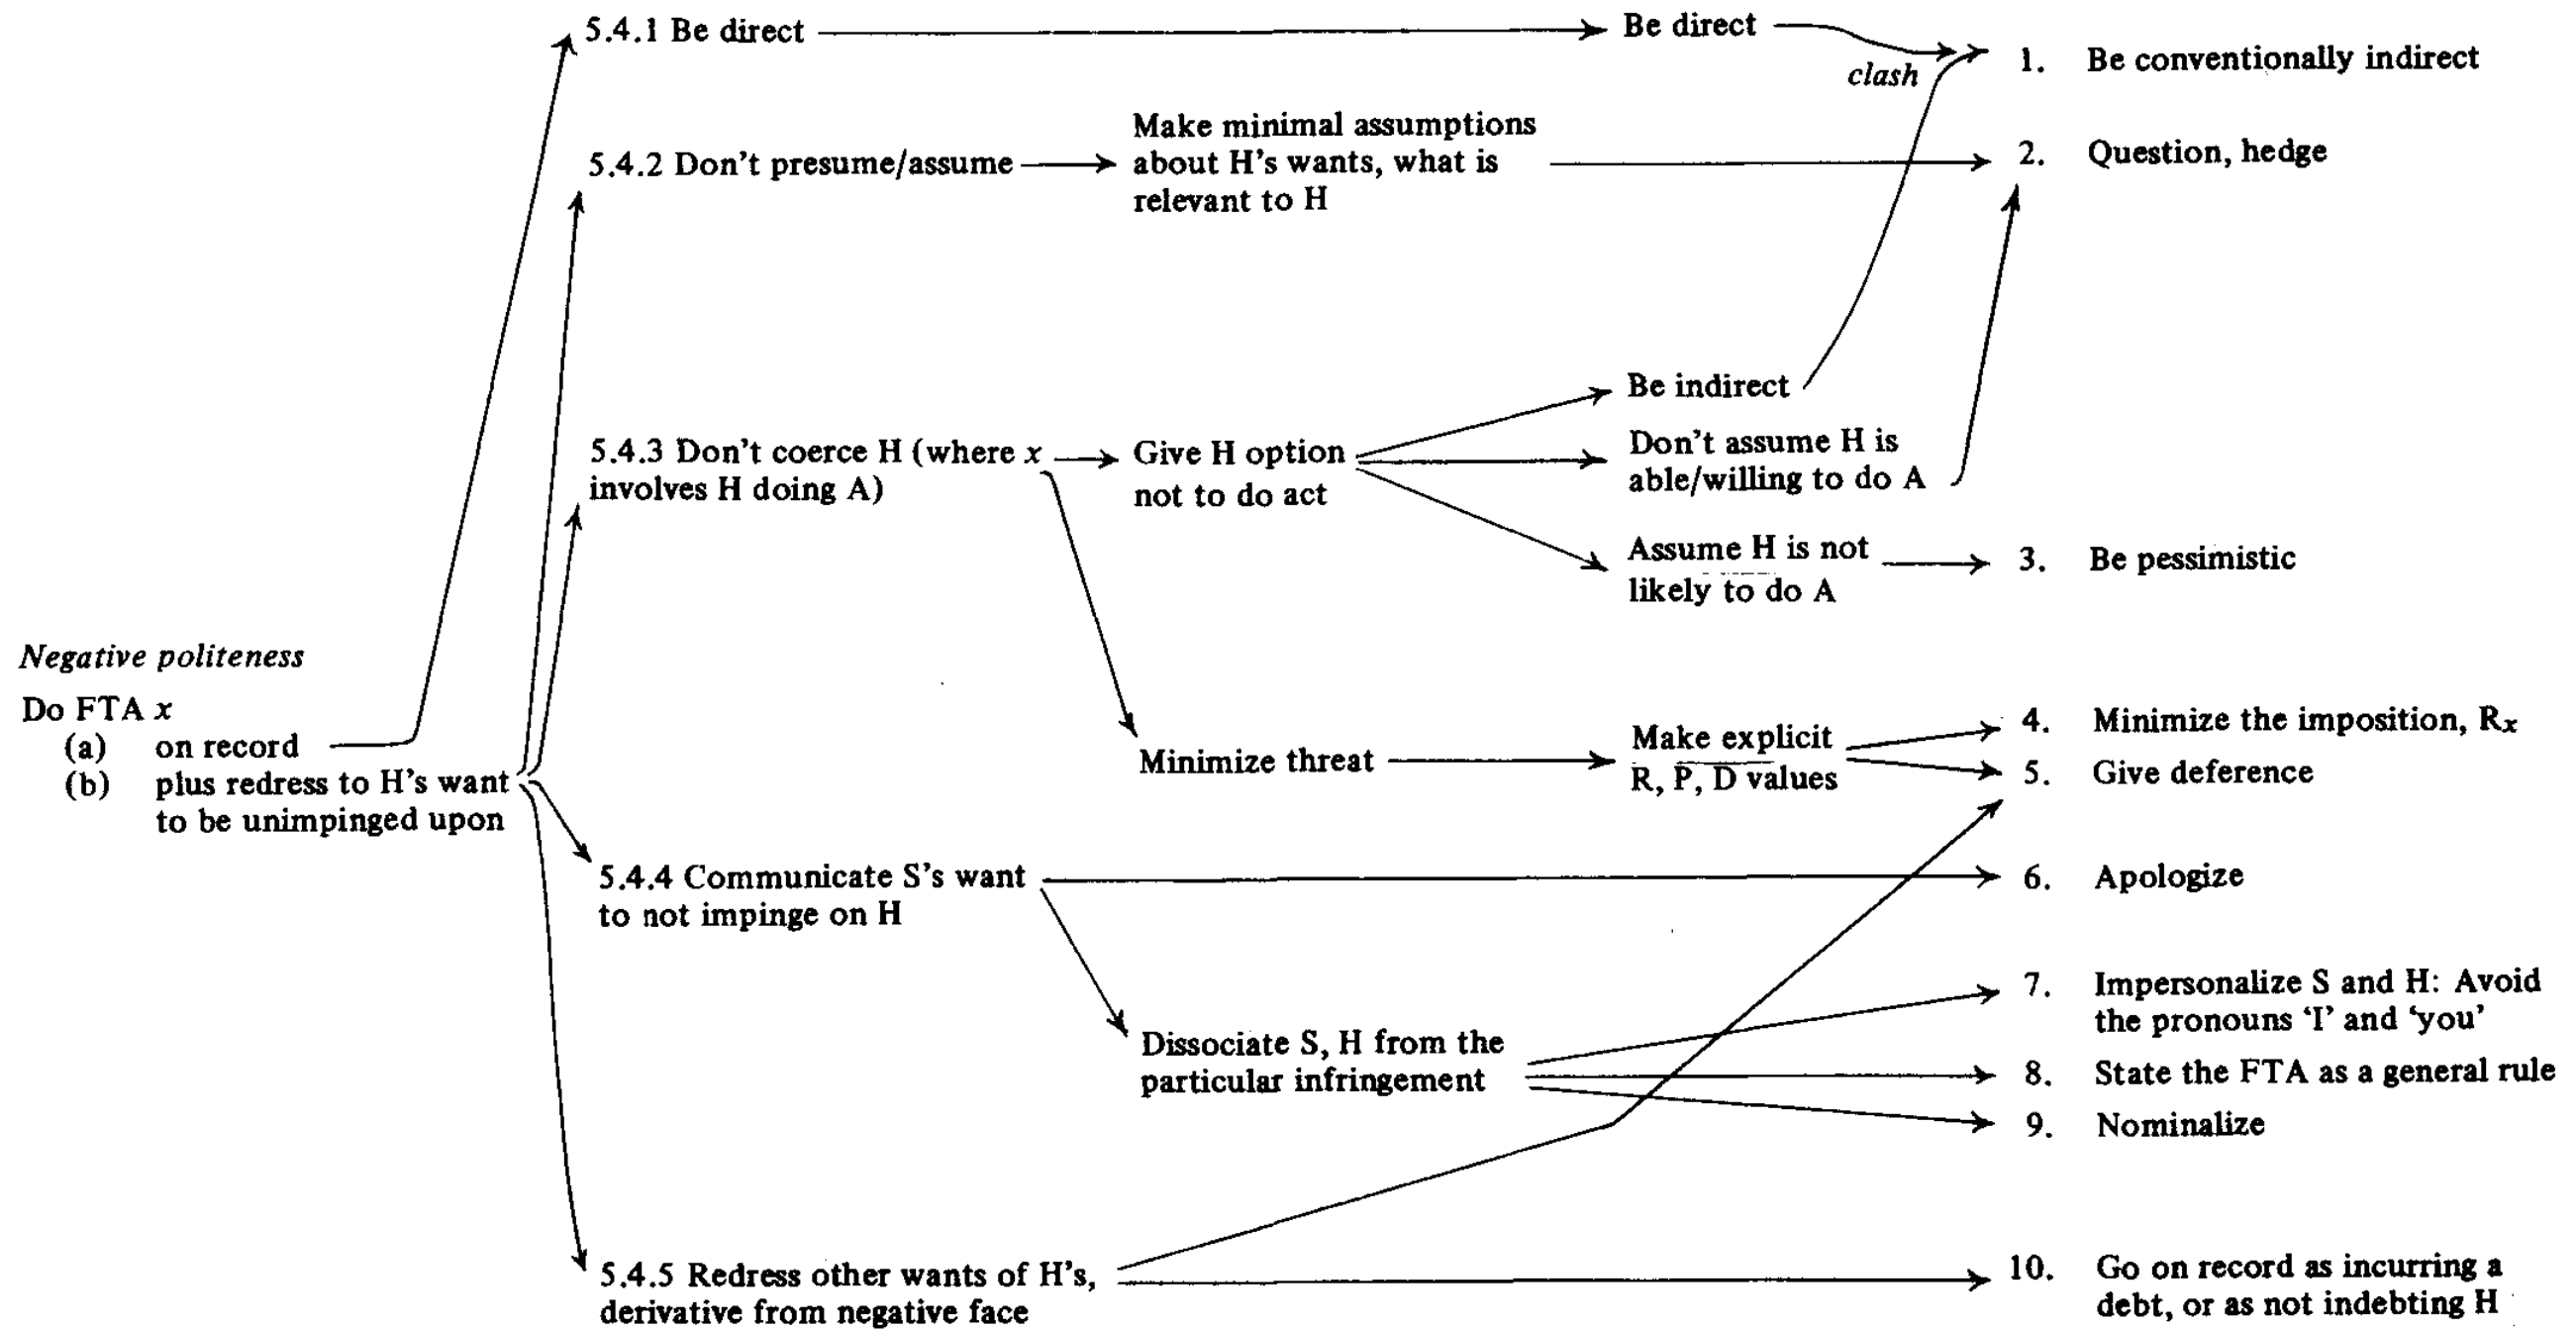 5.4.1 Be direct
Be direct
clash
1. Be conventionally indirect
5.4.2 Don't presume/assume
Make minimal assumptions
about H's wants, what is
relevant to H
2. Question, hedge
5.4.3 Don't coerce H (where x
involves H doing A)
Give H option
not to do act
Be indirect
Don't assume H is
able/willing to do A
Assume H is not
likely to do A
3. Be pessimistic
Negative politeness
Do FTA x
(a) on record
(b) plus redress to H's want
to be unimpinged upon
Minimize threat
Make explicit
R, P, D values
4. Minimize the imposition, Rx
5. Give deference
5.4.4 Communicate S's want
to not impinge on H
6. Apologize
Dissociate S, H from the
particular infringement
7. Impersonalize S and H: Avoid
the pronouns ‘I’ and ‘you’
8. State the FTA as a general rule
9. Nominalize
5.4.5 Redress other wants of H's,
derivative from negative face
10. Go on record as incurring a
debt, or as not indebting H